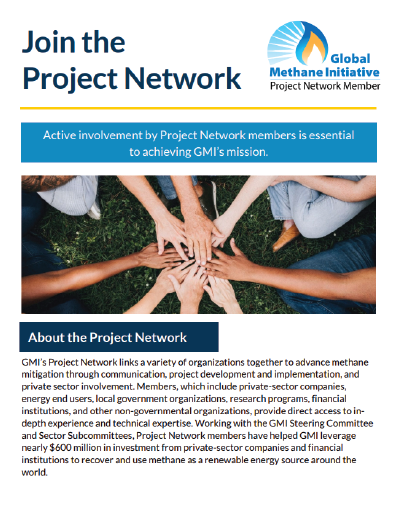 Join the
Project Network
Global
Methane Initiative
Project Network Member
Active involvement by Project Network members is essential
to achieving GMI's mission.
About the Project Network
GMI's Project Network links a variety of organizations together to advance methane
mitigation through communication, project development and implementation, and
private sector involvement. Members, which include private-sector companies,
energy end users, local government organizations, research programs, financial
institutions, and other non-governmental organizations, provide direct access to in-
depth experience and technical expertise. Working with the GMI Steering Committee
and Sector Subcommittees, Project Network members have helped GMI leverage
nearly $600 million in investment from private-sector companies and financial
institutions to recover and use methane as a renewable energy source around the
world.